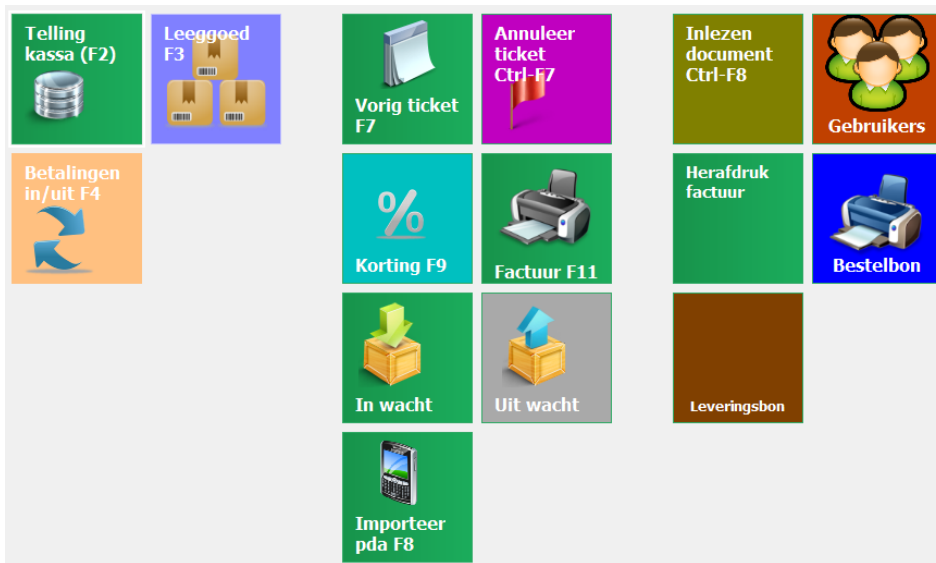 Telling
kassa (F2)
Leeggoed
F3
Vorig ticket
F7
Annuleer
ticket
Ctrl-F7
Inlezen
document
Ctrl-F8
Gebruikers
Betalingen
in/uit F4
%
Korting F9
Factuur F11
Herafdruk
factuur
Bestelbon
In wacht
Uit wacht
Leveringsbon
Importeer
pda F8